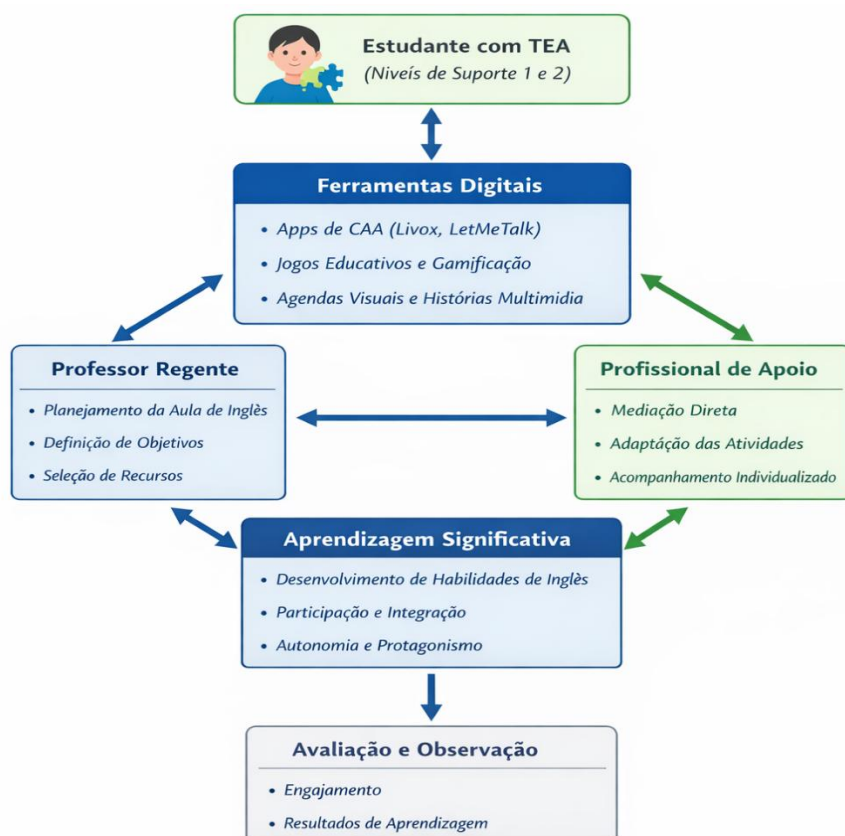 Estudante com TEA
(Niveís de Suporte 1 e 2)
Ferramentas Digitais
• Apps de CAA (Livox, LetMeTalk)
• Jogos Educativos e Gamificação
• Agendas Visuais e Histórias Multimidia
Professor Regente
• Planejamento da Aula de Inglès
• Definição de Objetivos
• Seleção de Recursos
Profissional de Apoio
• Mediação Direta
• Adaptáção das Atividades
• Acompanhamento Individualizado
Aprendizagem Significativa
• Desenvolvimento de Habilidades de Inglès
• Participação e Integração
• Autonomia e Protagonismo
Avaliação e Observação
• Engajamento
• Resultados de Aprendizagem